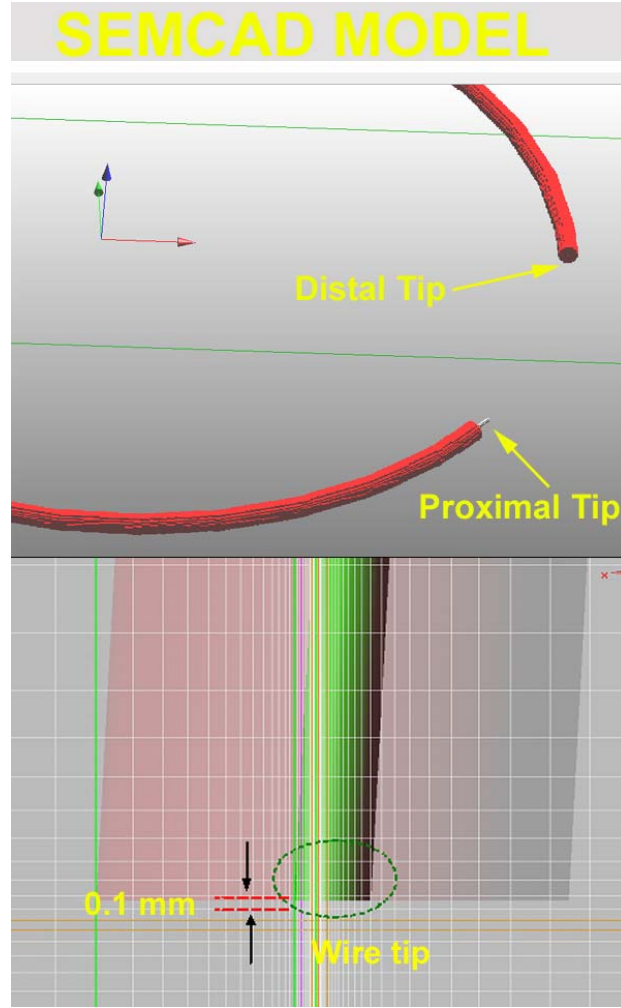 SEMCAD MODEL
Distal Tip
Proximal Tip
x
0.1 mm
Wire tip